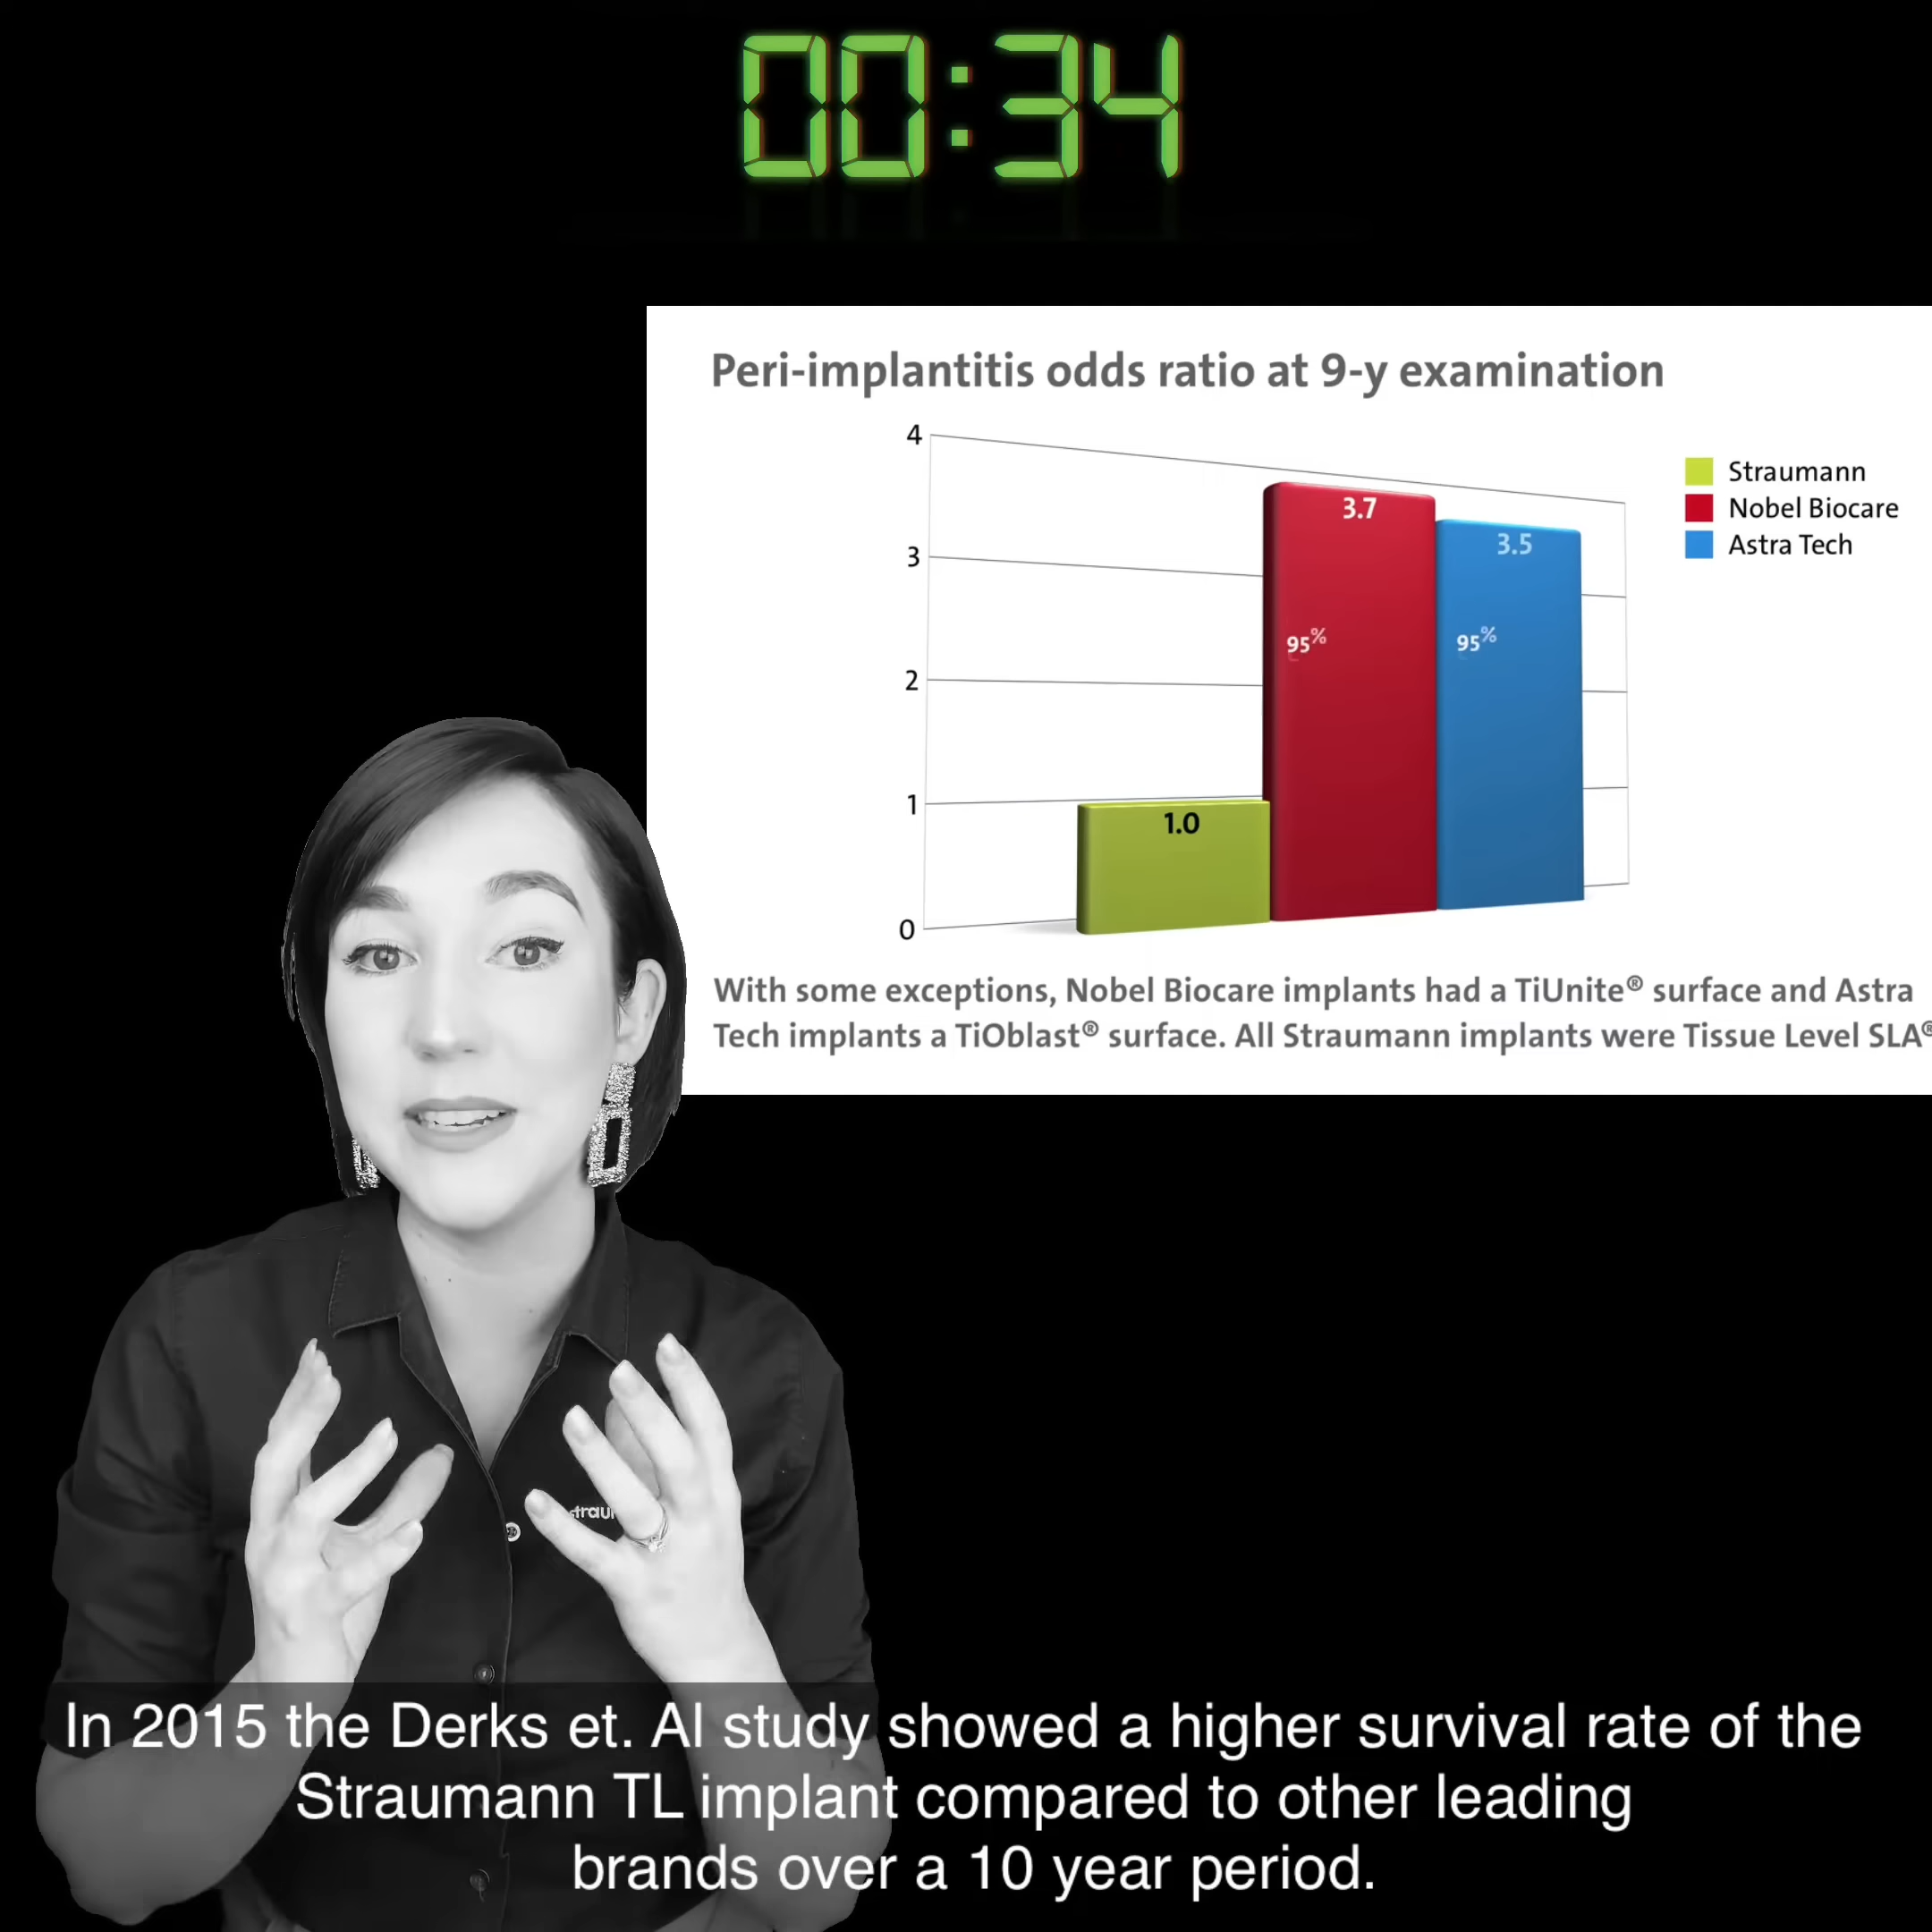 00:34
Peri-implantitis odds ratio at 9-y examination
4
3
2
1
0
1.0
3.7
3.5
95%
95%
Straumann
Nobel Biocare
Astra Tech
With some exceptions, Nobel Biocare implants had a TiUnite® surface and Astra
Tech implants a TiOblast® surface. All Straumann implants were Tissue Level SLA®
In 2015 the Derks et. Al study showed a higher survival rate of the
Straumann TL implant compared to other leading
brands over a 10 year period.